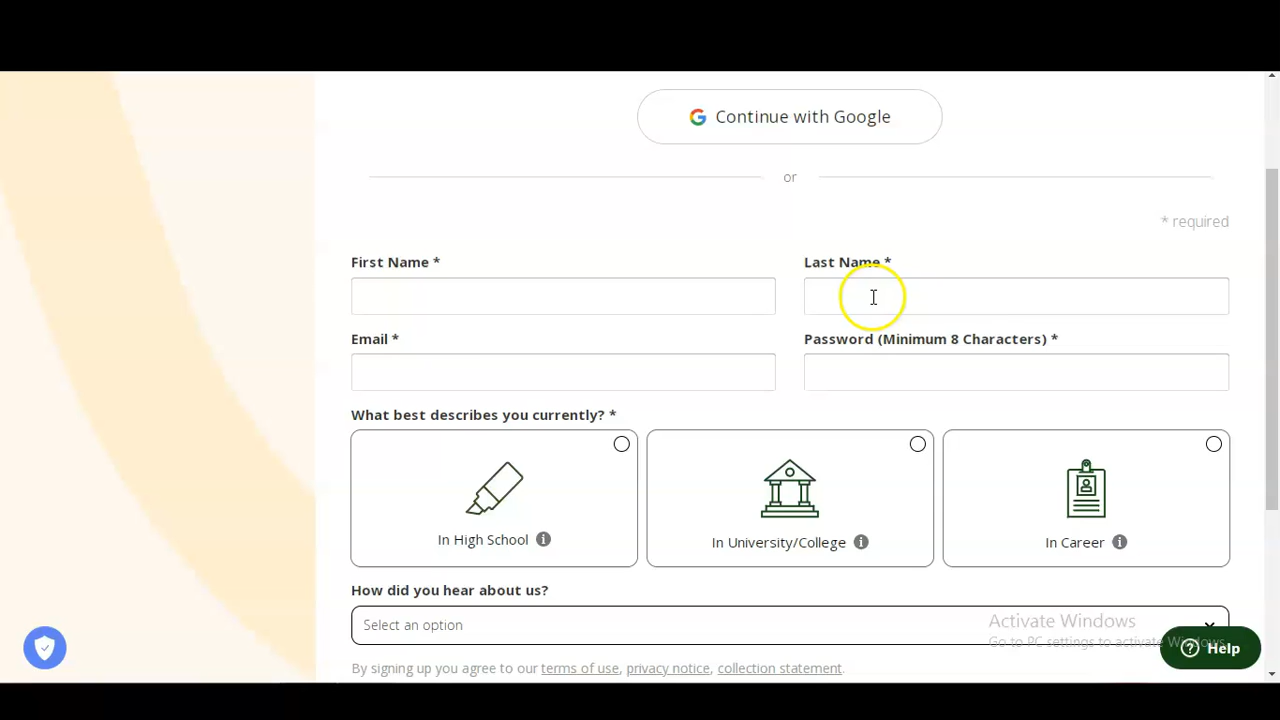 Continue with Google
or
* required
First Name *
Last Name *
Email *
Password (Minimum 8 Characters) *
What best describes you currently? *
In High School
In University/College
In Career
How did you hear about us?
Select an option
Activate Windows
Go to PC settings to activate Windows.
Help
By signing up you agree to our terms of use, privacy notice, collection statement.